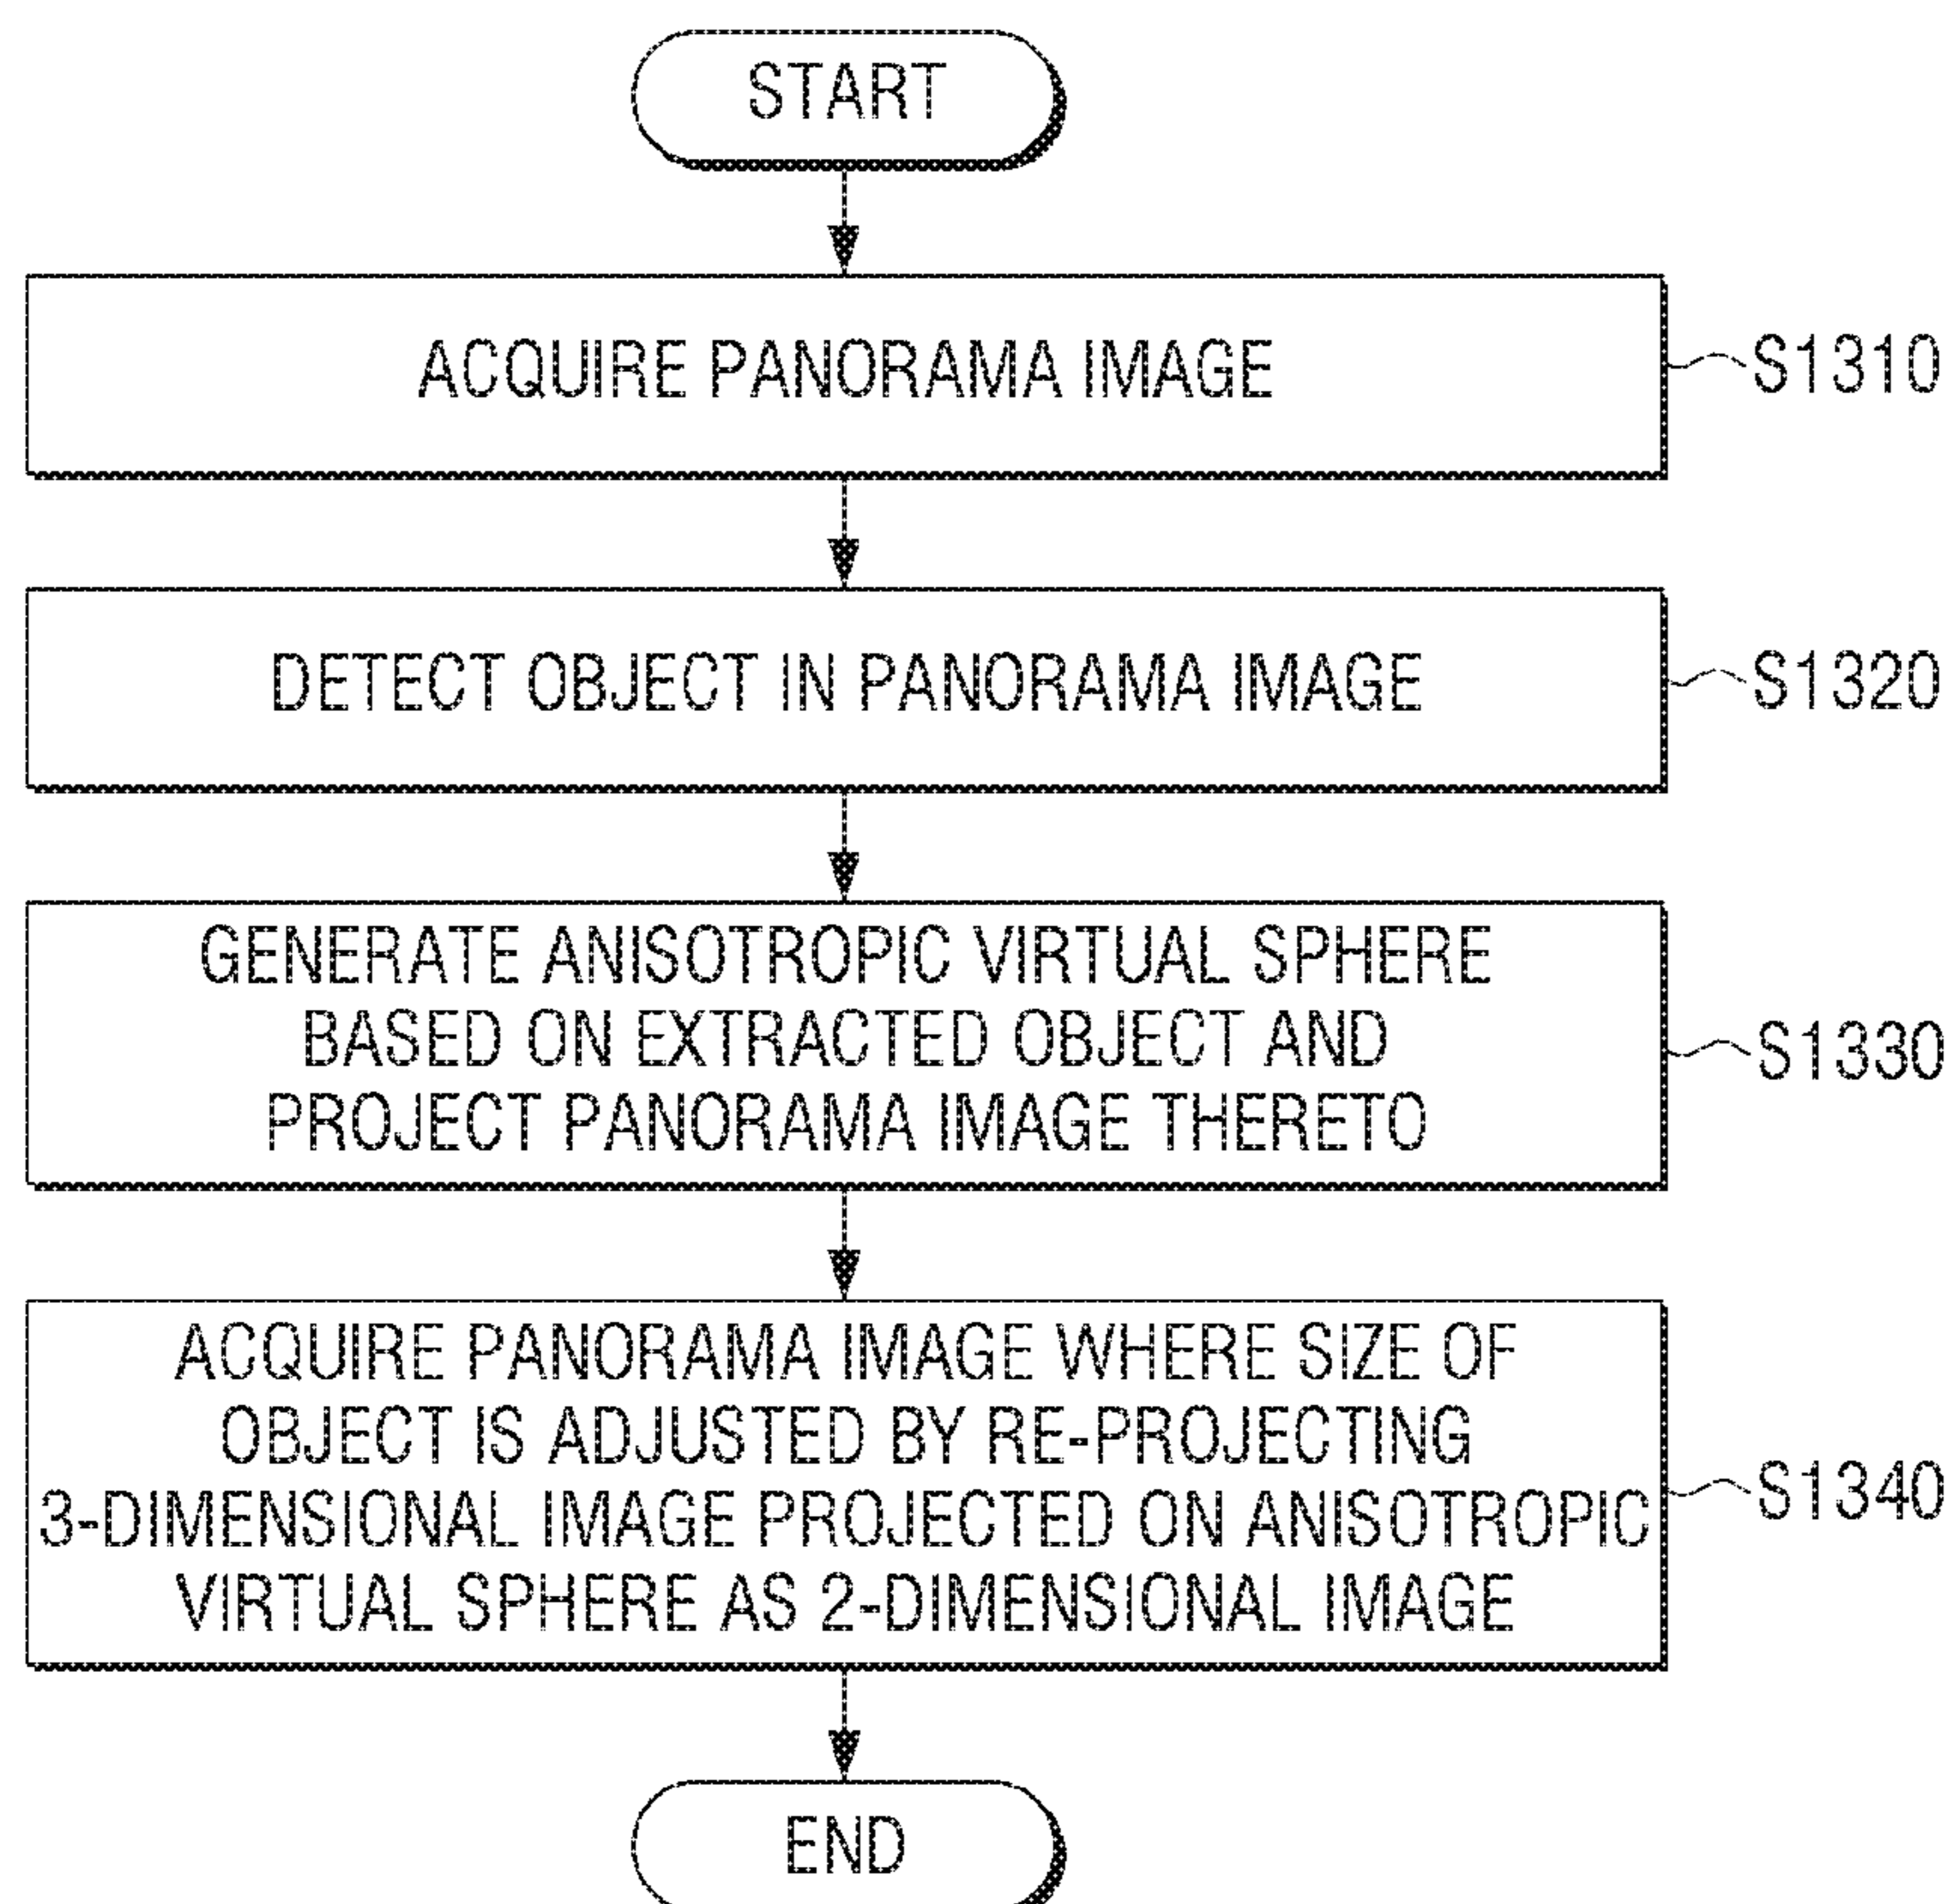 START
ACQUIRE PANORAMA IMAGE
S1310
DETECT OBJECT IN PANORAMA IMAGE
S1320
GENERATE ANISOTROPIC VIRTUAL SPHERE
BASED ON EXTRACTED OBJECT AND
PROJECT PANORAMA IMAGE THERETO
S1330
ACQUIRE PANORAMA IMAGE WHERE SIZE OF
OBJECT IS ADJUSTED BY RE-PROJECTING
3-DIMENSIONAL IMAGE PROJECTED ON ANISOTROPIC
VIRTUAL SPHERE AS 2-DIMENSIONAL IMAGE
S1340
END